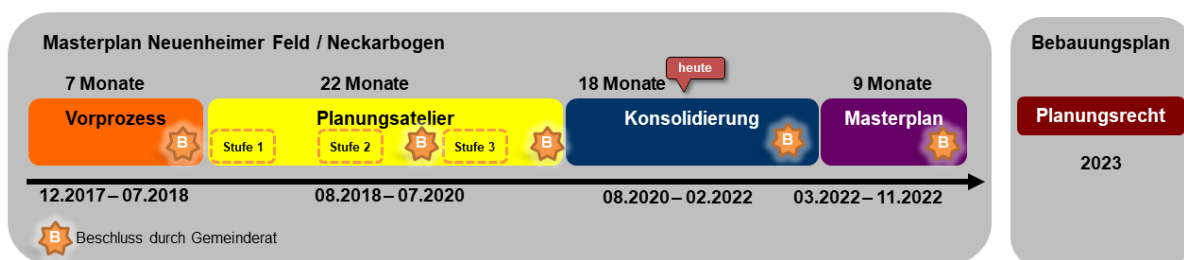 Masterplan Neuenheimer Feld / Neckarbogen
Bebauungsplan
heute
7 Monate
22 Monate
18 Monate
9 Monate
Vorprozess
Planungsatelier
Konsolidierung
Masterplan
Planungsrecht
B
Stufe 1
Stufe 2
B
Stufe 3
B
B
B
2023
12.2017 – 07.2018
08.2018 – 07.2020
08.2020 – 02.2022
03.2022 – 11.2022
B Beschluss durch Gemeinderat